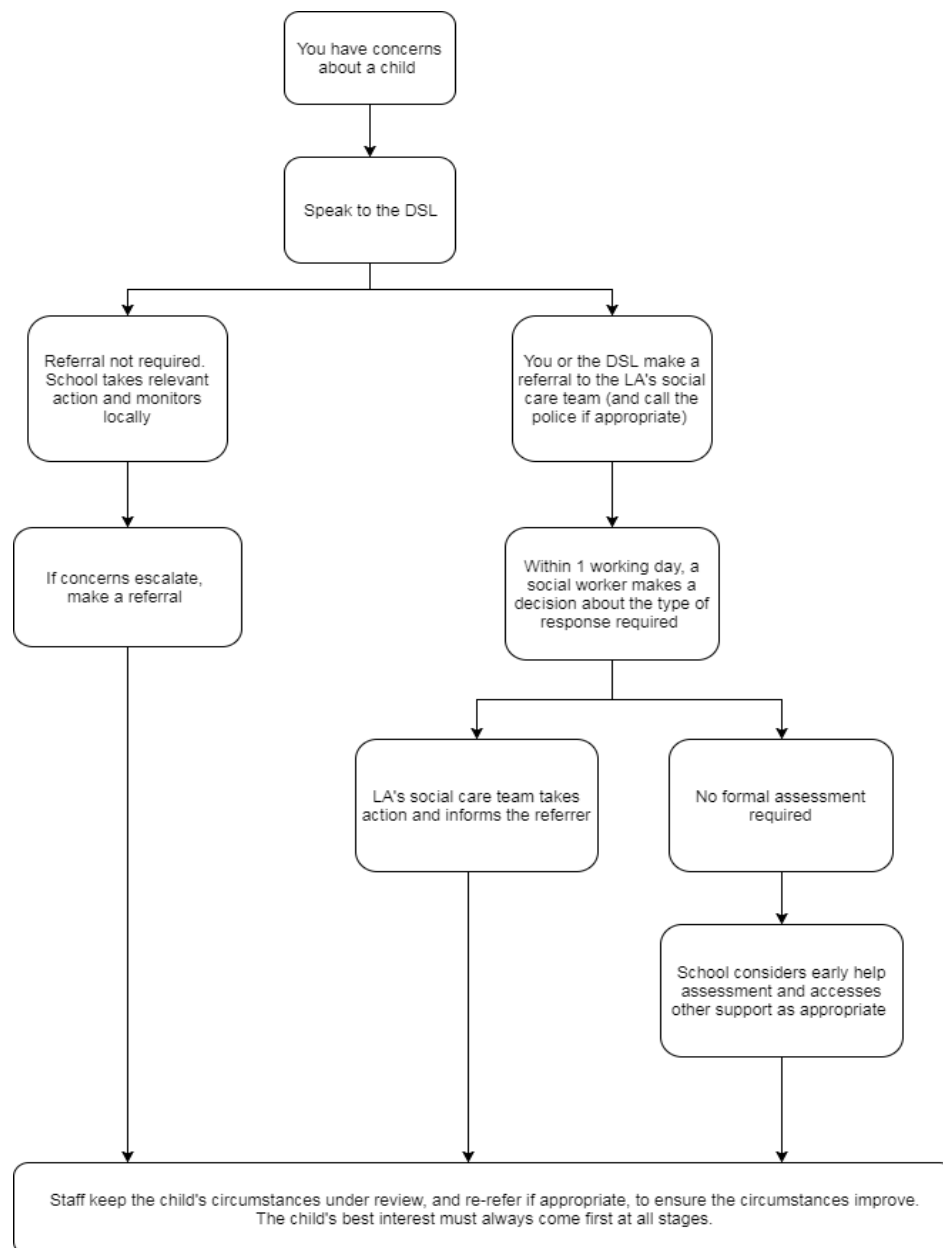 You have concerns
about a child
Speak to the DSL
Referral not required.
School takes relevant
action and monitors
locally
You or the DSL make a
referral to the LA's social
care team (and call the
police if appropriate)
If concerns escalate,
make a referral
Within 1 working day, a
social worker makes a
decision about the type of
response required
LA's social care team takes
action and informs the referrer
No formal assessment
required
School considers early help
assessment and accesses
other support as appropriate
Staff keep the child's circumstances under review, and re-refer if appropriate, to ensure the circumstances improve.
The child's best interest must always come first at all stages.